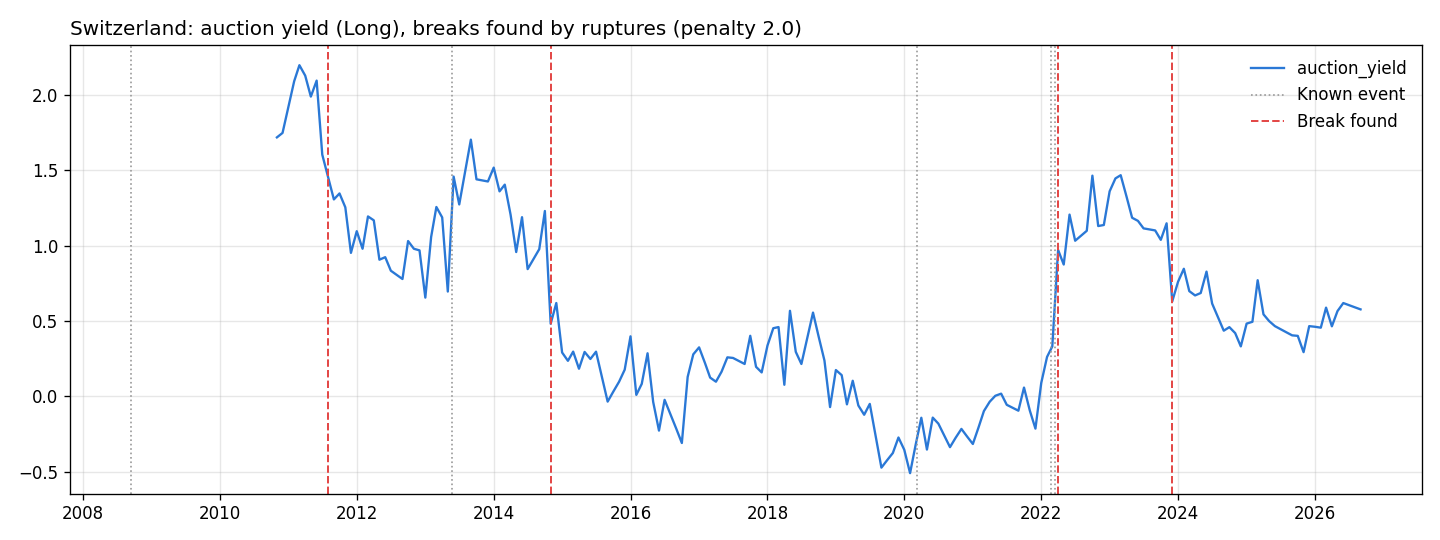 Switzerland: auction yield (Long), breaks found by ruptures (penalty 2.0)
auction_yield
Known event
Break found
2.0
1.5
1.0
0.5
0.0
−0.5
2008 2010 2012 2014 2016 2018 2020 2022 2024 2026